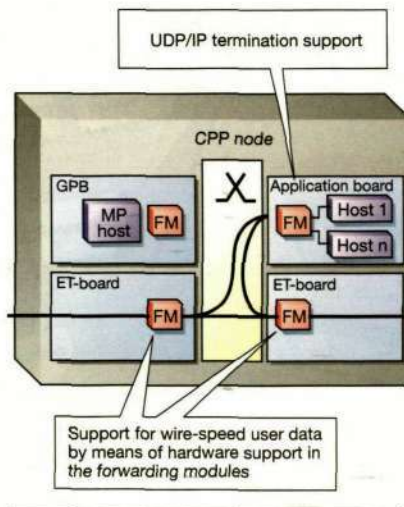 UDP/IP termination support
CPP node
GPB
MP
host
FM
Application board
FM
Host 1
Host n
ET-board
FM
ET-board
FM
Support for wire-speed user data
by means of hardware support in
the forwarding modules